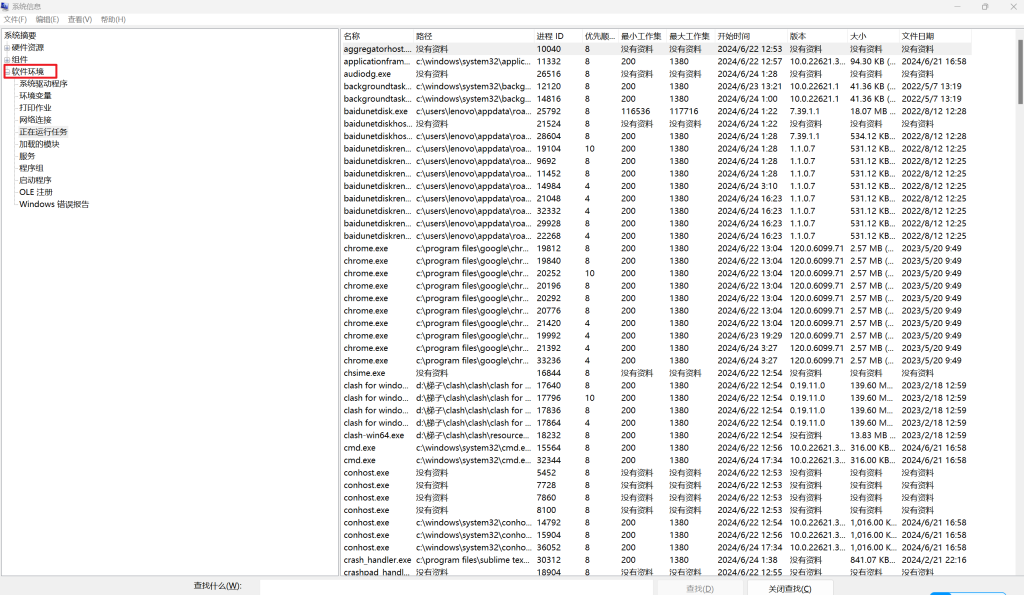 系统信息
文件(F) 编辑(E) 查看(V) 帮助(H)
系统摘要
硬件资源
组件
软件环境
系统驱动程序
环境变量
打印作业
网络连接
正在运行任务
加载的模块
服务
程序组
启动程序
OLE 注册
Windows 错误报告
名称 路径 进程 ID 优先顺... 最小工作集 最大工作集 开始时间 版本 大小 文件日期
aggregatorhost... 没有资料 10040 8 没有资料 没有资料 2024/6/22 12:53 没有资料 没有资料 没有资料
applicationfram... c:\windows\system32\applic... 11332 8 200 1380 2024/6/22 12:57 10.0.22621.3... 94.30 KB (... 2024/6/21 16:58
audiodg.exe 没有资料 26516 8 没有资料 没有资料 2024/6/24 1:28 没有资料 没有资料 没有资料
backgroundtask... c:\windows\system32\backg... 12120 8 200 1380 2024/6/23 13:21 10.0.22621.1 41.36 KB (... 2022/5/7 13:19
backgroundtask... c:\windows\system32\backg... 14816 8 200 1380 2024/6/24 1:00 10.0.22621.1 41.36 KB (... 2022/5/7 13:19
baidunetdisk.exe c:\users\lenovo\appdata\roa... 25792 8 116536 117716 2024/6/24 1:22 7.39.1.1 18.07 MB ... 2022/8/12 12:28
baidunetdiskhos... 没有资料 21524 8 没有资料 没有资料 2024/6/24 1:22 没有资料 没有资料 没有资料
baidunetdiskhos... c:\users\lenovo\appdata\roa... 28604 8 200 1380 2024/6/24 1:28 7.39.1.1 534.12 KB... 2022/8/12 12:28
baidunetdiskren... c:\users\lenovo\appdata\roa... 19104 10 200 1380 2024/6/24 1:28 1.1.0.7 531.12 KB... 2022/8/12 12:25
baidunetdiskren... c:\users\lenovo\appdata\roa... 9692 8 200 1380 2024/6/24 1:28 1.1.0.7 531.12 KB... 2022/8/12 12:25
baidunetdiskren... c:\users\lenovo\appdata\roa... 11452 8 200 1380 2024/6/24 1:28 1.1.0.7 531.12 KB... 2022/8/12 12:25
baidunetdiskren... c:\users\lenovo\appdata\roa... 14984 4 200 1380 2024/6/24 3:10 1.1.0.7 531.12 KB... 2022/8/12 12:25
baidunetdiskren... c:\users\lenovo\appdata\roa... 21048 4 200 1380 2024/6/24 16:23 1.1.0.7 531.12 KB... 2022/8/12 12:25
baidunetdiskren... c:\users\lenovo\appdata\roa... 32332 4 200 1380 2024/6/24 16:23 1.1.0.7 531.12 KB... 2022/8/12 12:25
baidunetdiskren... c:\users\lenovo\appdata\roa... 29928 8 200 1380 2024/6/24 16:23 1.1.0.7 531.12 KB... 2022/8/12 12:25
baidunetdiskren... c:\users\lenovo\appdata\roa... 22268 4 200 1380 2024/6/24 16:23 1.1.0.7 531.12 KB... 2022/8/12 12:25
chrome.exe c:\program files\google\chr... 19812 8 200 1380 2024/6/22 13:04 120.0.6099.71 2.57 MB (... 2023/5/20 9:49
chrome.exe c:\program files\google\chr... 19840 8 200 1380 2024/6/22 13:04 120.0.6099.71 2.57 MB (... 2023/5/20 9:49
chrome.exe c:\program files\google\chr... 20252 10 200 1380 2024/6/22 13:04 120.0.6099.71 2.57 MB (... 2023/5/20 9:49
chrome.exe c:\program files\google\chr... 20196 8 200 1380 2024/6/22 13:04 120.0.6099.71 2.57 MB (... 2023/5/20 9:49
chrome.exe c:\program files\google\chr... 20292 8 200 1380 2024/6/22 13:04 120.0.6099.71 2.57 MB (... 2023/5/20 9:49
chrome.exe c:\program files\google\chr... 20776 8 200 1380 2024/6/22 13:04 120.0.6099.71 2.57 MB (... 2023/5/20 9:49
chrome.exe c:\program files\google\chr... 21420 4 200 1380 2024/6/22 13:04 120.0.6099.71 2.57 MB (... 2023/5/20 9:49
chrome.exe c:\program files\google\chr... 19992 4 200 1380 2024/6/23 19:29 120.0.6099.71 2.57 MB (... 2023/5/20 9:49
chrome.exe c:\program files\google\chr... 21392 4 200 1380 2024/6/24 3:27 120.0.6099.71 2.57 MB (... 2023/5/20 9:49
chrome.exe c:\program files\google\chr... 33236 4 200 1380 2024/6/24 3:27 120.0.6099.71 2.57 MB (... 2023/5/20 9:49
chsime.exe 没有资料 16844 8 没有资料 没有资料 2024/6/22 12:54 没有资料 没有资料 没有资料
clash for windo... d:\梯子\clash\clash\clash for ... 17640 8 200 1380 2024/6/22 12:54 0.19.11.0 139.60 M... 2023/2/18 12:59
clash for windo... d:\梯子\clash\clash\clash for ... 17796 10 200 1380 2024/6/22 12:54 0.19.11.0 139.60 M... 2023/2/18 12:59
clash for windo... d:\梯子\clash\clash\clash for ... 17836 8 200 1380 2024/6/22 12:54 0.19.11.0 139.60 M... 2023/2/18 12:59
clash for windo... d:\梯子\clash\clash\clash for ... 17864 4 200 1380 2024/6/22 12:54 0.19.11.0 139.60 M... 2023/2/18 12:59
clash-win64.exe d:\梯子\clash\clash\resource... 18232 8 200 1380 2024/6/22 12:54 没有资料 13.83 MB ... 2023/2/18 12:59
cmd.exe c:\windows\system32\cmd.e... 15564 8 200 1380 2024/6/22 12:56 10.0.22621.3... 316.00 KB... 2024/6/21 16:58
cmd.exe c:\windows\system32\cmd.e... 32344 8 200 1380 2024/6/24 17:34 10.0.22621.3... 316.00 KB... 2024/6/21 16:58
conhost.exe 没有资料 5452 8 没有资料 没有资料 2024/6/22 12:53 没有资料 没有资料 没有资料
conhost.exe 没有资料 7728 8 没有资料 没有资料 2024/6/22 12:53 没有资料 没有资料 没有资料
conhost.exe 没有资料 7860 8 没有资料 没有资料 2024/6/22 12:53 没有资料 没有资料 没有资料
conhost.exe 没有资料 8100 8 没有资料 没有资料 2024/6/22 12:53 没有资料 没有资料 没有资料
conhost.exe c:\windows\system32\conho... 14792 8 200 1380 2024/6/22 12:54 10.0.22621.3... 1,016.00 K... 2024/6/21 16:58
conhost.exe c:\windows\system32\conho... 15904 8 200 1380 2024/6/22 12:56 10.0.22621.3... 1,016.00 K... 2024/6/21 16:58
conhost.exe c:\windows\system32\conho... 36052 8 200 1380 2024/6/24 17:34 10.0.22621.3... 1,016.00 K... 2024/6/21 16:58
crash_handler.exe c:\program files\sublime tex... 30312 8 200 1380 2024/6/24 1:38 没有资料 841.07 KB... 2024/2/21 22:16
crashpad_handl... 没有资料 18904 8 没有资料 没有资料 2024/6/22 12:55 没有资料 没有资料 没有资料
查找什么(W): 查找(D) 关闭查找(C)